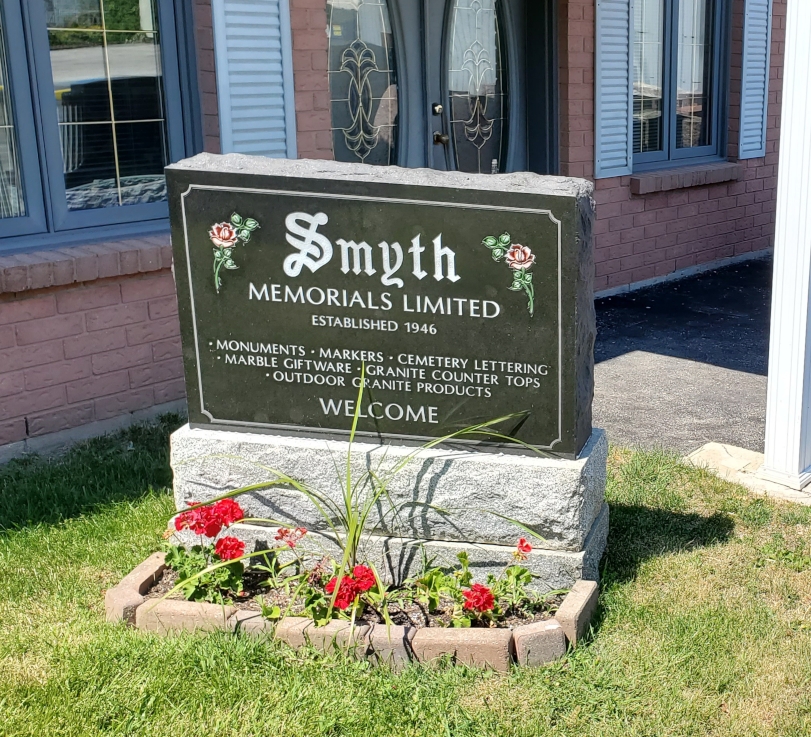 Smyth
MEMORIALS LIMITED
ESTABLISHED 1946
• MONUMENTS • MARKERS • CEMETERY LETTERING
• MARBLE GIFTWARE • GRANITE COUNTER TOPS
• OUTDOOR GRANITE PRODUCTS
WELCOME